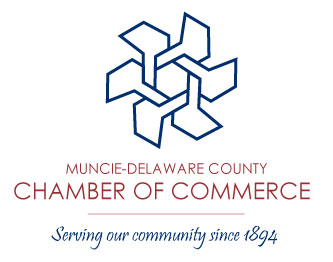 MUNCIE-DELAWARE COUNTY
CHAMBER OF COMMERCE
Serving our community since 1894